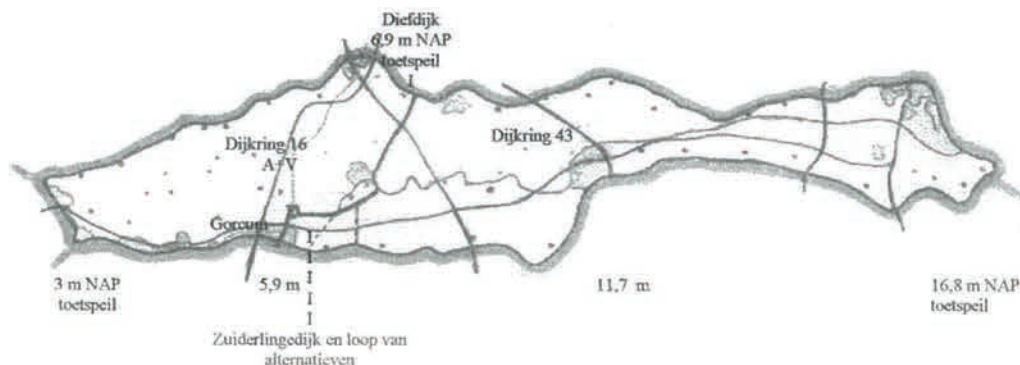 Diefdijk
6,9 m NAP
toetspeil
Dijkring 16
A+V
Dijkring 43
Gorcum
3 m NAP
toetspeil
5,9 m
11,7 m
16,8 m NAP
toetspeil
Zuiderlingedijk en loop van
alternatieven